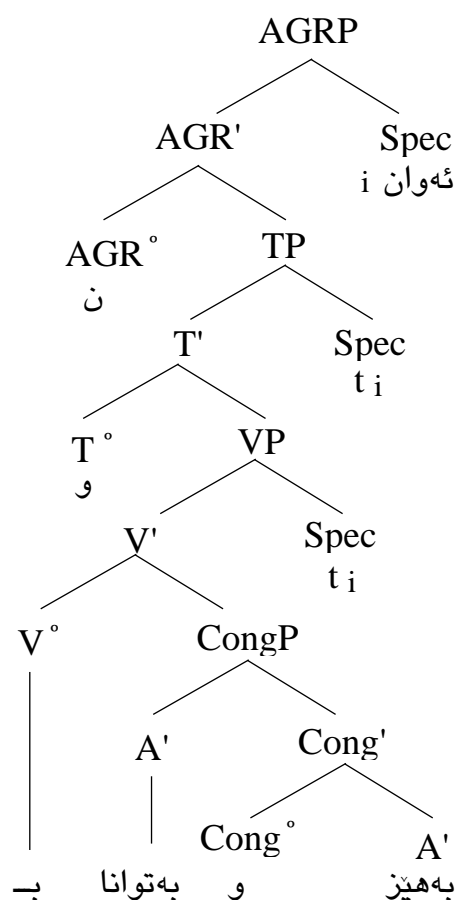 AGRP
AGR' Spec
ئەوان i
AGR° TP
ن
T' Spec
t i
T° VP
و
V' Spec
t i
V° CongP
A' Cong'
Cong° A'
بـ بەتوانا و بەهێز